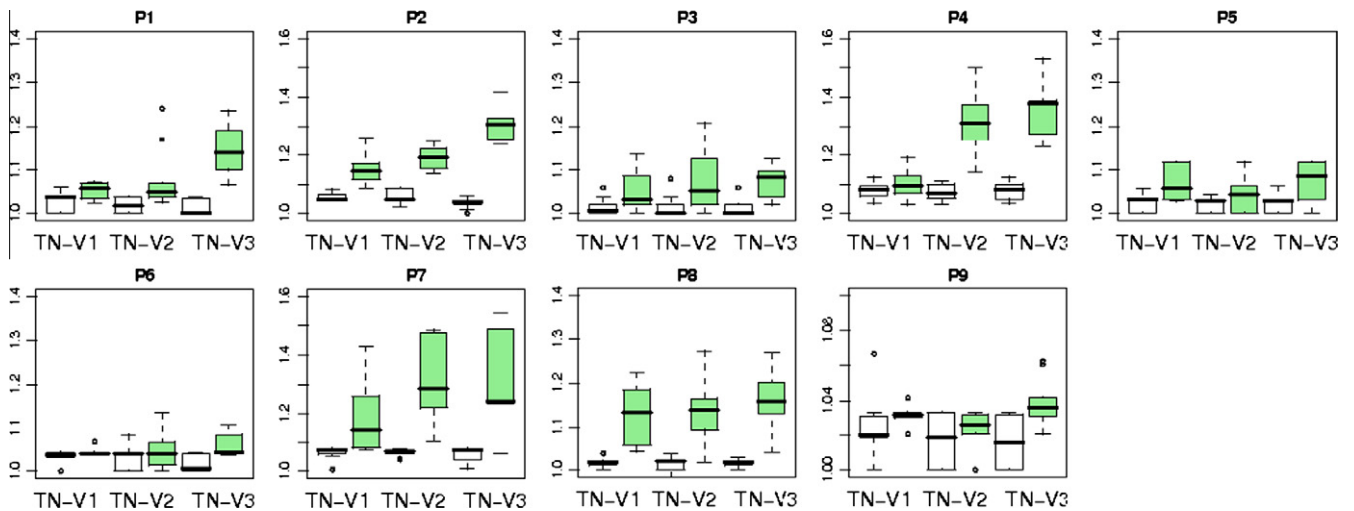 P1
1.0 1.1 1.2 1.3 1.4
TN-V1 TN-V2 TN-V3
P2
1.0 1.2 1.4 1.6
TN-V1 TN-V2 TN-V3
P3
1.0 1.1 1.2 1.3 1.4
TN-V1 TN-V2 TN-V3
P4
1.0 1.2 1.4 1.6
TN-V1 TN-V2 TN-V3
P5
1.0 1.1 1.2 1.3 1.4
TN-V1 TN-V2 TN-V3
P6
1.0 1.1 1.2 1.3 1.4
TN-V1 TN-V2 TN-V3
P7
1.0 1.2 1.4 1.6
TN-V1 TN-V2 TN-V3
P8
1.0 1.1 1.2 1.3 1.4
TN-V1 TN-V2 TN-V3
P9
1.00 1.04 1.08
TN-V1 TN-V2 TN-V3